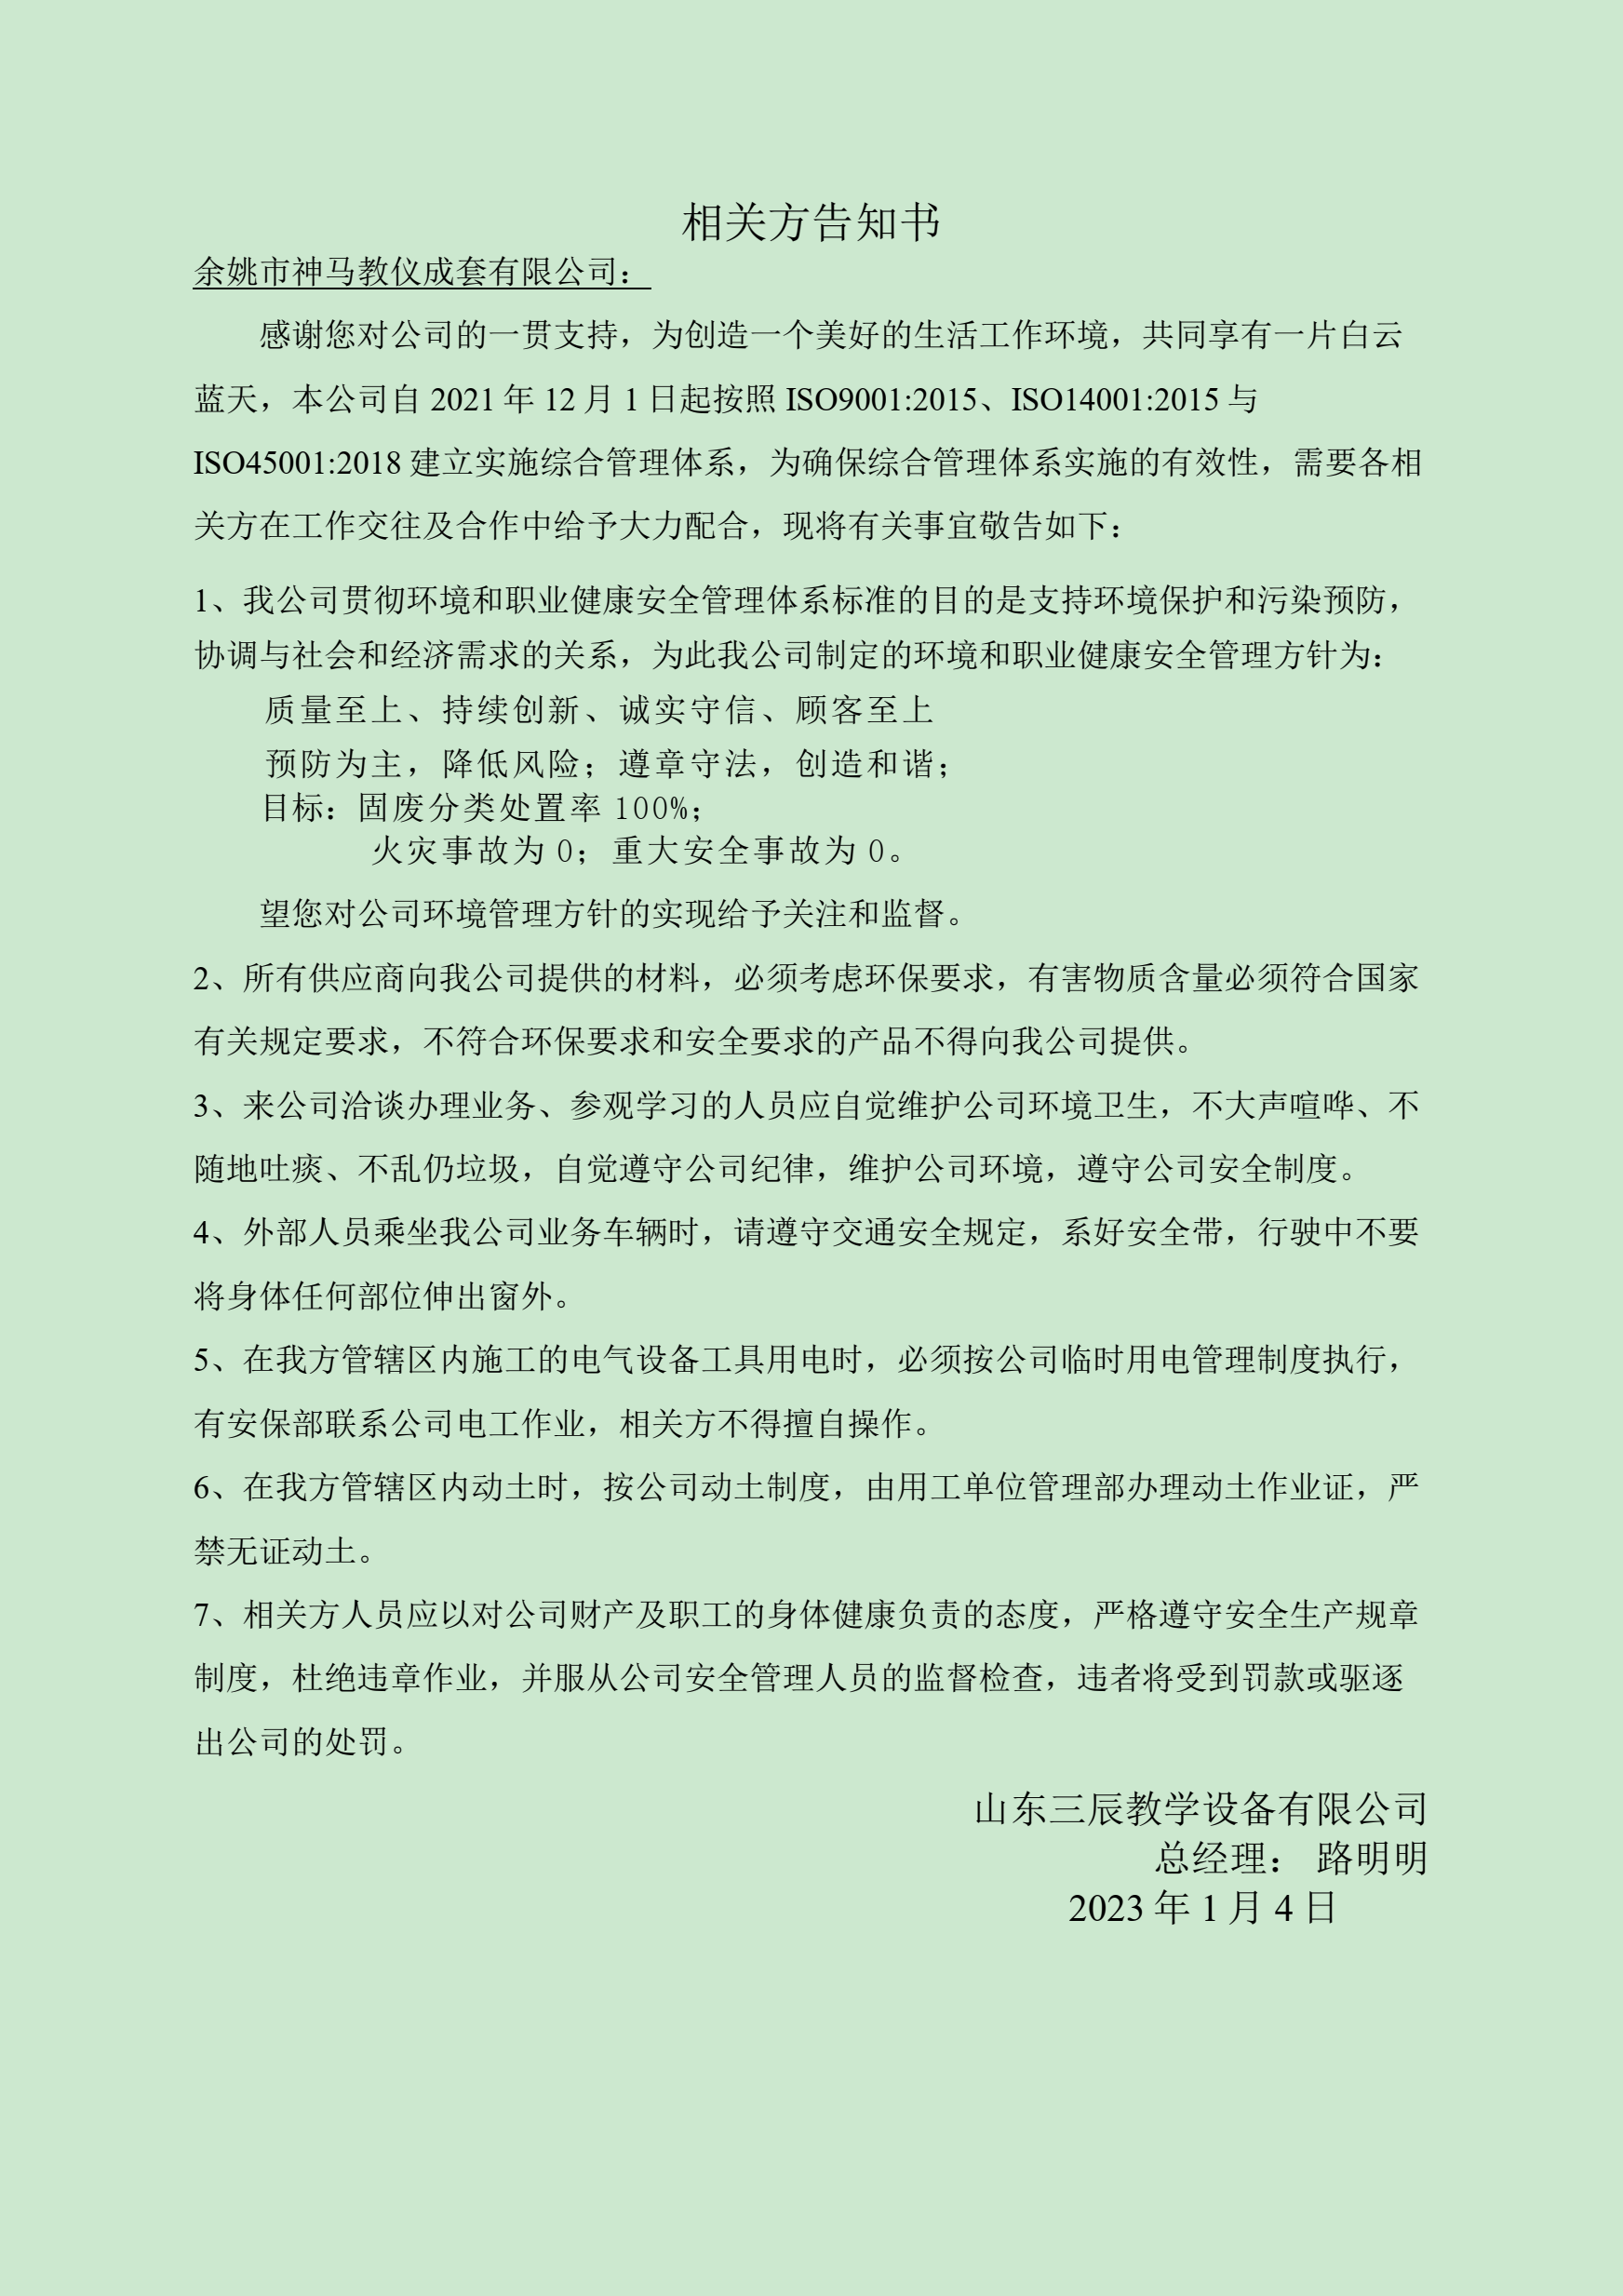 相关方告知书
余姚市神马教仪成套有限公司：
感谢您对公司的一贯支持，为创造一个美好的生活工作环境，共同享有一片白云
蓝天，本公司自 2021 年 12 月 1 日起按照 ISO9001:2015、ISO14001:2015 与
ISO45001:2018 建立实施综合管理体系，为确保综合管理体系实施的有效性，需要各相
关方在工作交往及合作中给予大力配合，现将有关事宜敬告如下：
1、我公司贯彻环境和职业健康安全管理体系标准的目的是支持环境保护和污染预防，
协调与社会和经济需求的关系，为此我公司制定的环境和职业健康安全管理方针为：
质量至上、持续创新、诚实守信、顾客至上
预防为主，降低风险；遵章守法，创造和谐；
目标：固废分类处置率 100%；
火灾事故为 0；重大安全事故为 0。
望您对公司环境管理方针的实现给予关注和监督。
2、所有供应商向我公司提供的材料，必须考虑环保要求，有害物质含量必须符合国家
有关规定要求，不符合环保要求和安全要求的产品不得向我公司提供。
3、来公司洽谈办理业务、参观学习的人员应自觉维护公司环境卫生，不大声喧哗、不
随地吐痰、不乱仍垃圾，自觉遵守公司纪律，维护公司环境，遵守公司安全制度。
4、外部人员乘坐我公司业务车辆时，请遵守交通安全规定，系好安全带，行驶中不要
将身体任何部位伸出窗外。
5、在我方管辖区内施工的电气设备工具用电时，必须按公司临时用电管理制度执行，
有安保部联系公司电工作业，相关方不得擅自操作。
6、在我方管辖区内动土时，按公司动土制度，由用工单位管理部办理动土作业证，严
禁无证动土。
7、相关方人员应以对公司财产及职工的身体健康负责的态度，严格遵守安全生产规章
制度，杜绝违章作业，并服从公司安全管理人员的监督检查，违者将受到罚款或驱逐
出公司的处罚。
山东三辰教学设备有限公司
总经理： 路明明
2023 年 1 月 4 日